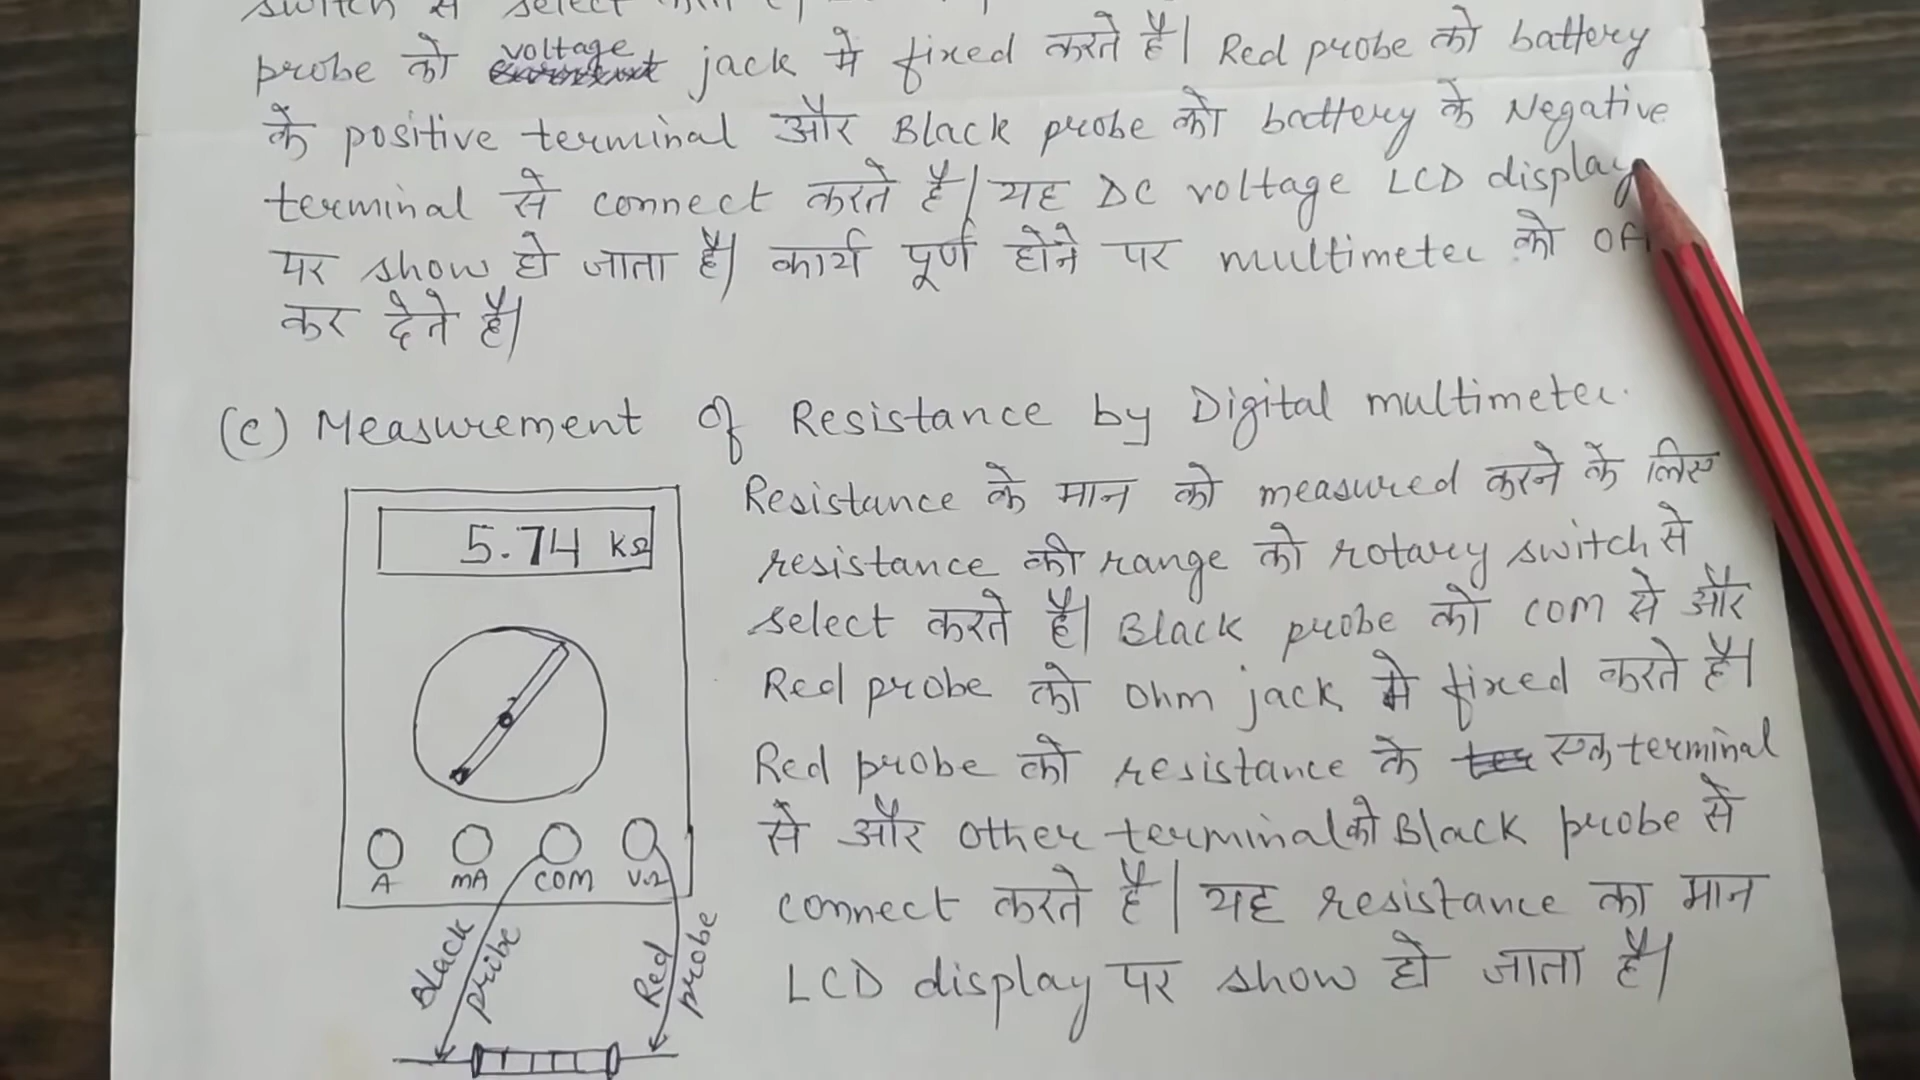 switch से select करते है।
probe को voltage jack मे fixed करते है। Red probe को battery
के positive terminal और Black probe को battery के Negative
terminal से connect करते है। यह DC voltage LCD display
पर show हो जाता है। कार्य पूर्ण होने पर multimeter को off
कर देते है।
(c) Measurement of Resistance by Digital multimeter.
Resistance के मान को measured करने के लिए
resistance की range को rotary switch से
select करते है। Black probe को COM से और
Red probe को Ohm jack मे fixed करते है।
Red probe को resistance के एक terminal
से और other terminal को Black probe से
connect करते है। यह resistance का मान
LCD display पर show हो जाता है।
5.74 KΩ
A mA COM V.Ω
Black probe
Red probe